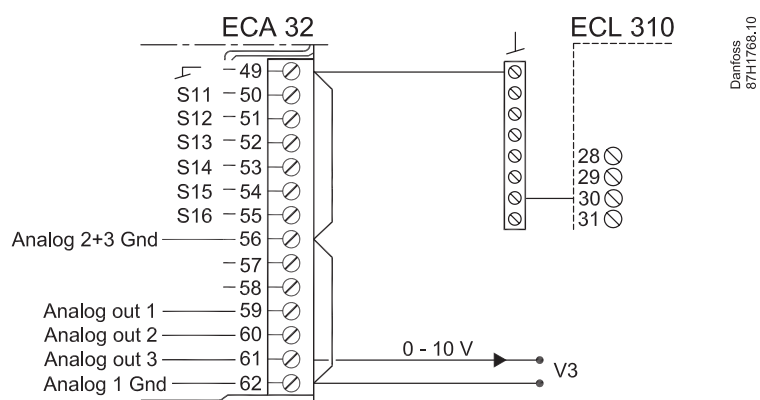 ECA 32
ECL 310
Danfoss
87H1768.10
49
S11 50
S12 51
S13 52
S14 53
S15 54
S16 55
Analog 2+3 Gnd 56
57
58
Analog out 1 59
Analog out 2 60
Analog out 3 61
Analog 1 Gnd 62
28
29
30
31
0 - 10 V
V3